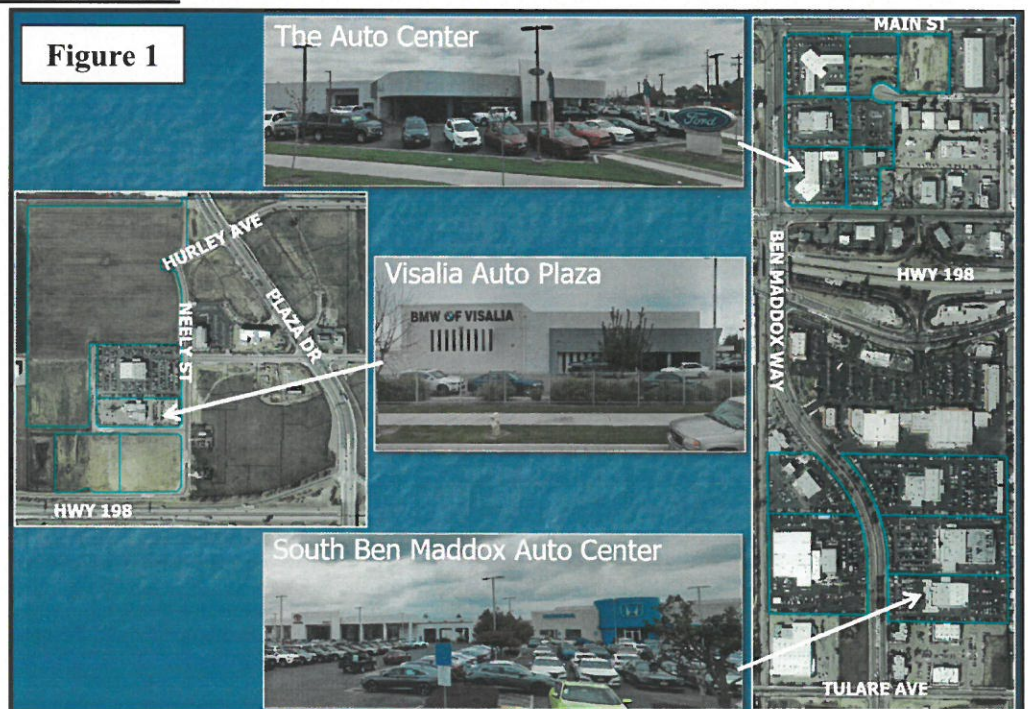 Figure 1
The Auto Center
Ford
MAIN ST
BEN MADDOX WAY
HWY 198
TULARE AVE
HURLEY AVE
NEELY ST
PLAZA DR
HWY 198
Visalia Auto Plaza
BMW OF VISALIA
South Ben Maddox Auto Center